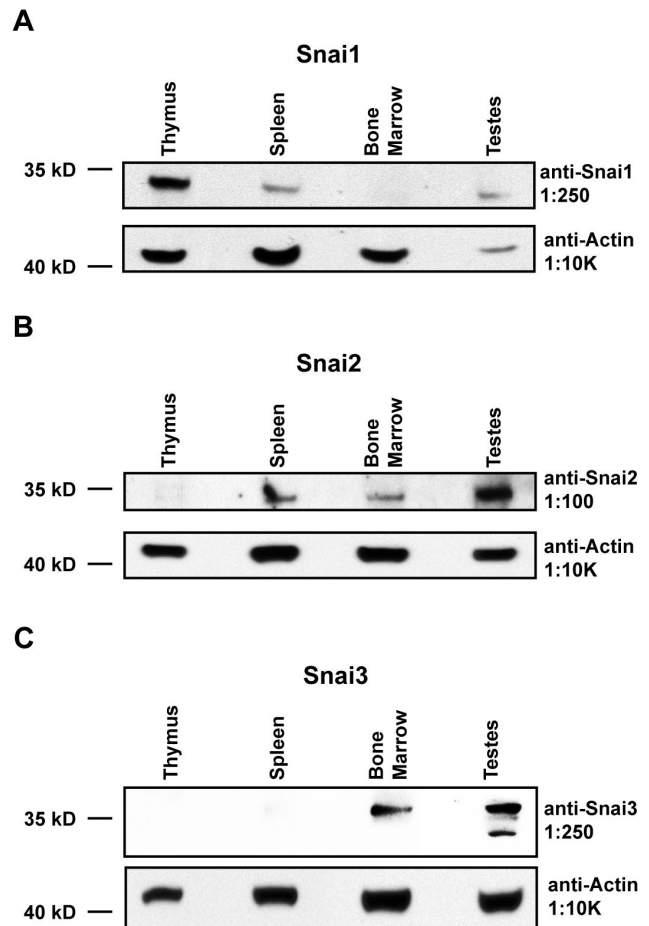 A
Snai1
Thymus
Spleen
Bone
Marrow
Testes
35 kD
anti-Snai1
1:250
40 kD
anti-Actin
1:10K
B
Snai2
Thymus
Spleen
Bone
Marrow
Testes
35 kD
anti-Snai2
1:100
40 kD
anti-Actin
1:10K
C
Snai3
Thymus
Spleen
Bone
Marrow
Testes
35 kD
anti-Snai3
1:250
40 kD
anti-Actin
1:10K